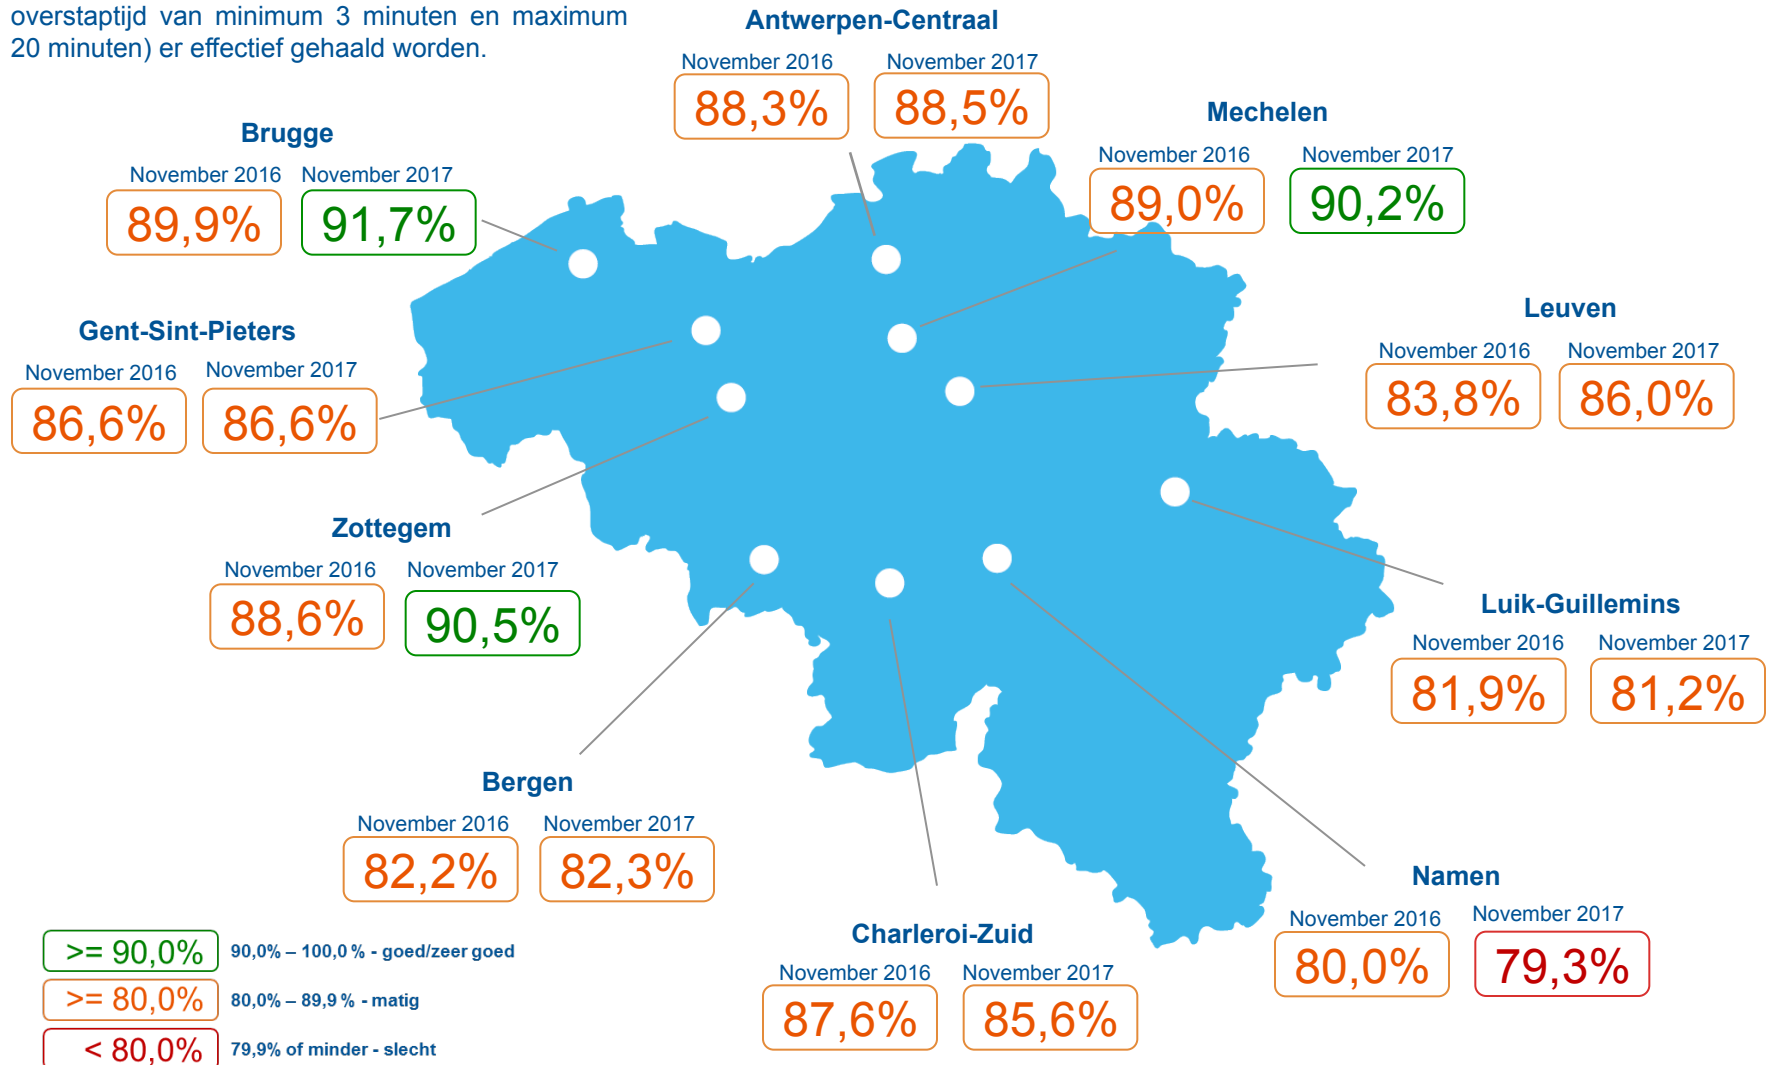 overstaptijd van minimum 3 minuten en maximum
20 minuten) er effectief gehaald worden.
Antwerpen-Centraal
November 2016 November 2017
88,3% 88,5%
Mechelen
November 2016 November 2017
89,0% 90,2%
Brugge
November 2016 November 2017
89,9% 91,7%
Leuven
November 2016 November 2017
83,8% 86,0%
Gent-Sint-Pieters
November 2016 November 2017
86,6% 86,6%
Zottegem
November 2016 November 2017
88,6% 90,5%
Luik-Guillemins
November 2016 November 2017
81,9% 81,2%
Bergen
November 2016 November 2017
82,2% 82,3%
Namen
November 2016 November 2017
80,0% 79,3%
Charleroi-Zuid
November 2016 November 2017
87,6% 85,6%
>= 90,0% 90,0% – 100,0 % - goed/zeer goed
>= 80,0% 80,0% – 89,9 % - matig
< 80,0% 79,9% of minder - slecht